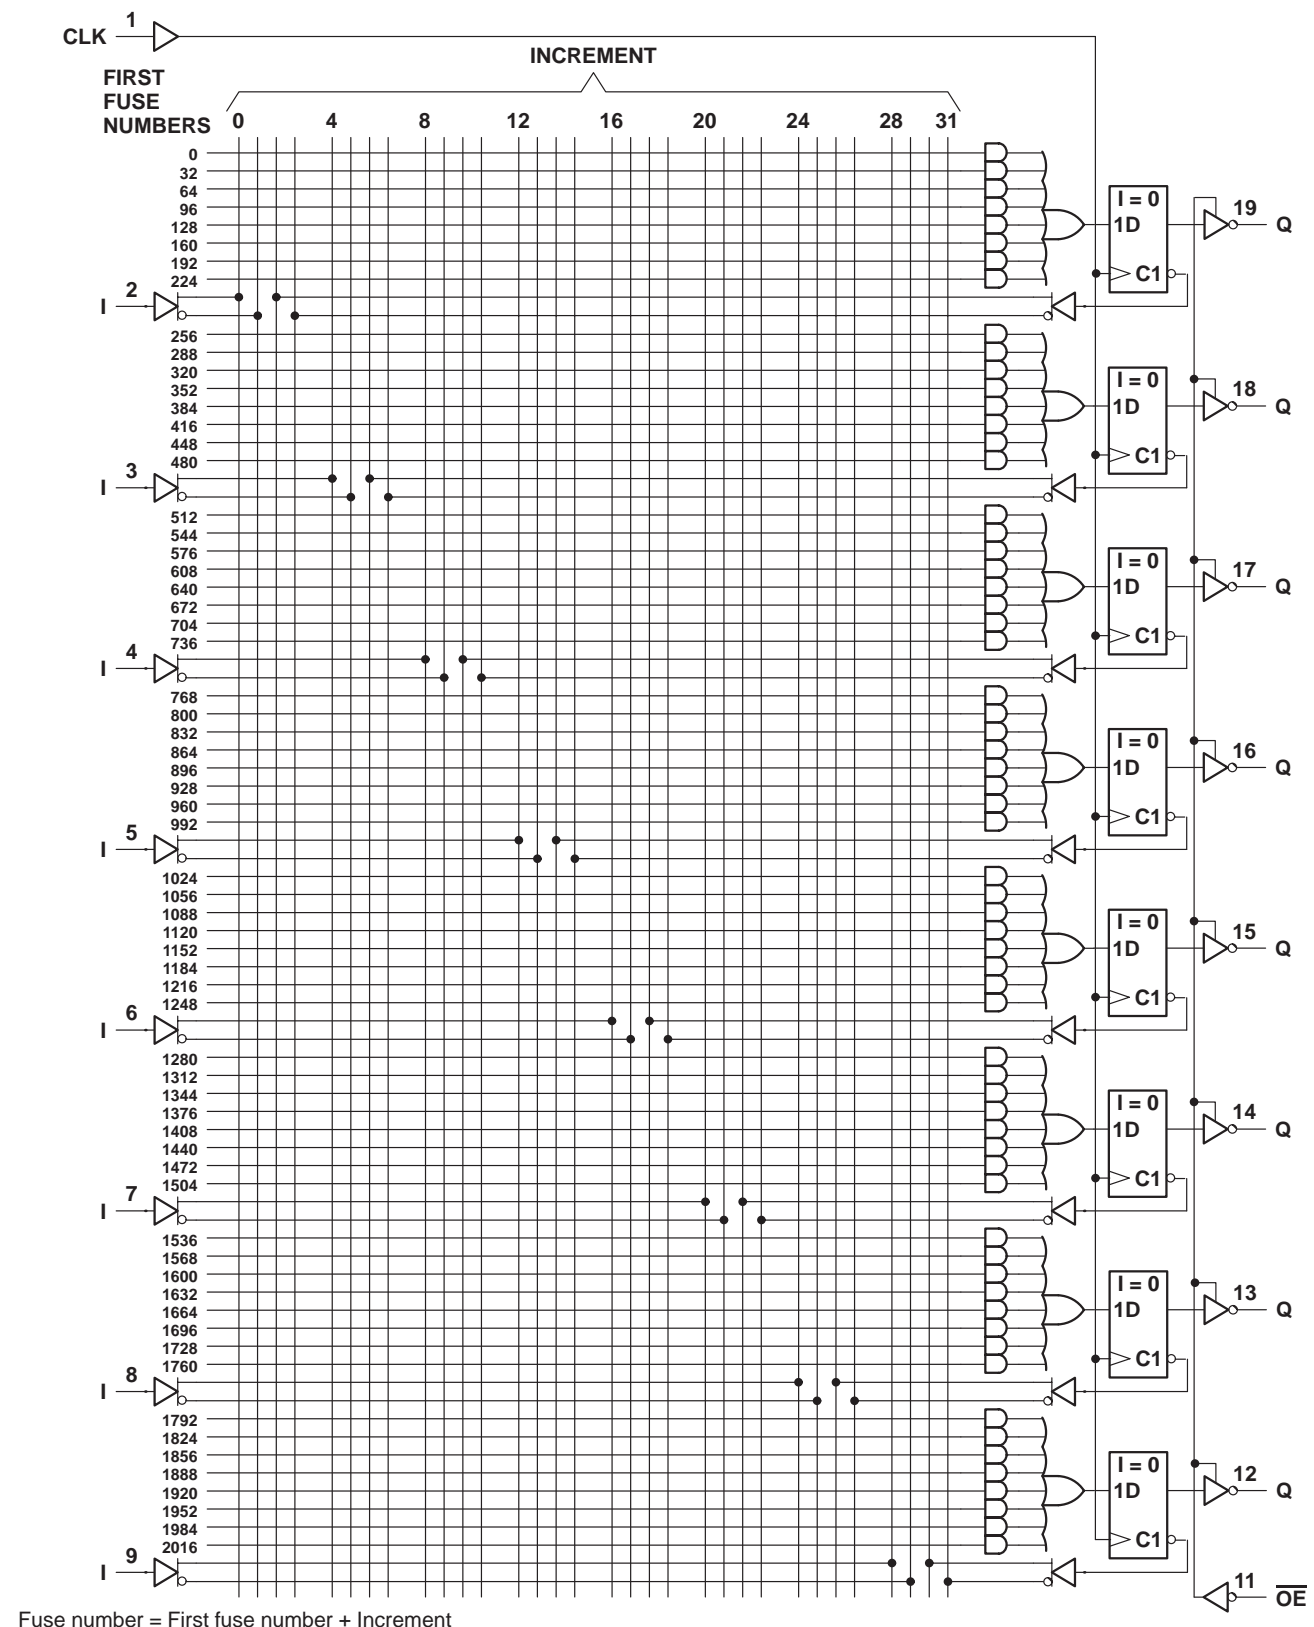 CLK 1
INCREMENT
FIRST
FUSE
NUMBERS 0 4 8 12 16 20 24 28 31
0
32
64
96
128
160
192
224
I = 0
1D
C1
19 Q
I 2
256
288
320
352
384
416
448
480
I = 0
1D
C1
18 Q
I 3
512
544
576
608
640
672
704
736
I = 0
1D
C1
17 Q
I 4
768
800
832
864
896
928
960
992
I = 0
1D
C1
16 Q
I 5
1024
1056
1088
1120
1152
1184
1216
1248
I = 0
1D
C1
15 Q
I 6
1280
1312
1344
1376
1408
1440
1472
1504
I = 0
1D
C1
14 Q
I 7
1536
1568
1600
1632
1664
1696
1728
1760
I = 0
1D
C1
13 Q
I 8
1792
1824
1856
1888
1920
1952
1984
2016
I = 0
1D
C1
12 Q
I 9
11 OE
Fuse number = First fuse number + Increment